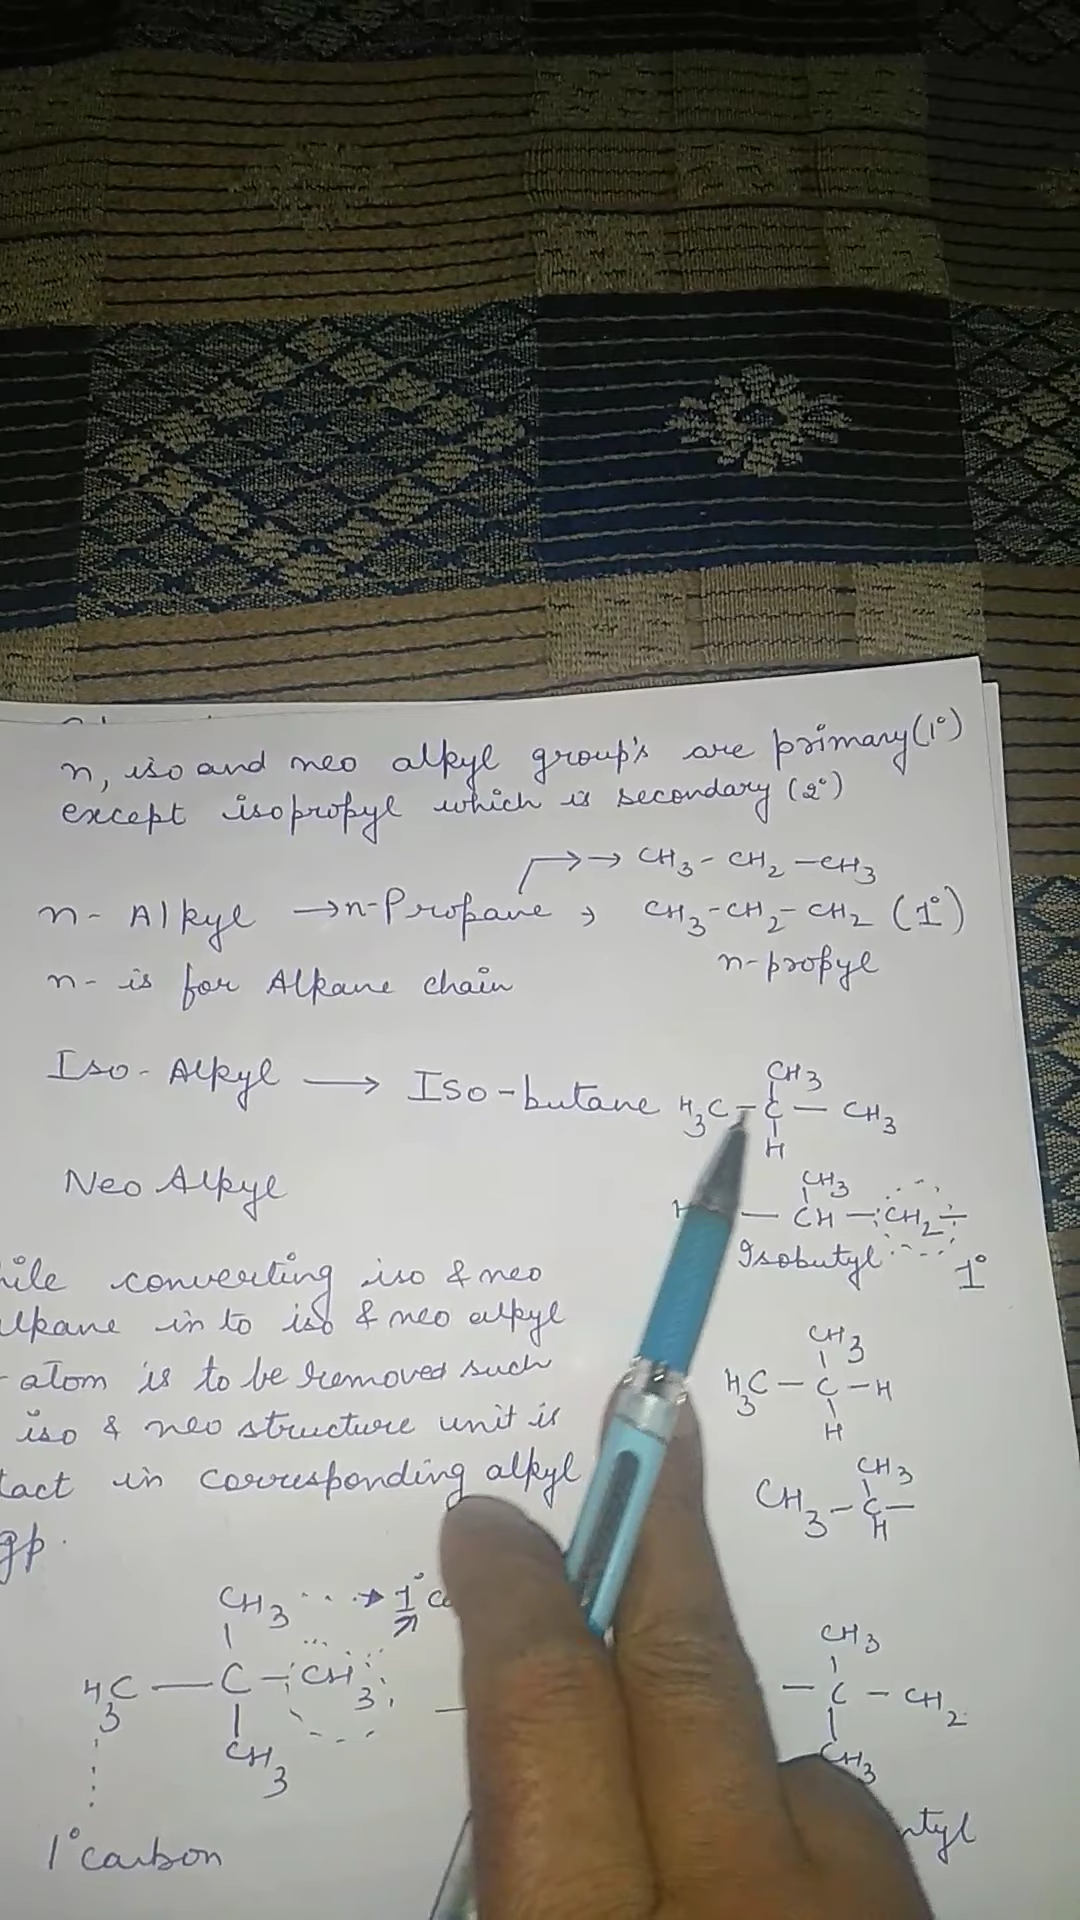 n, iso and neo alkyl group's are primary (1°)
except isopropyl which is secondary (2°)
→→ CH3 - CH2 - CH3
n- Alkyl → n-Propane , CH3-CH2-CH2 (1°)
n-propyl
n- is for Alkane chain
Iso-Alkyl → Iso-butane
CH3
H3C - C - CH3
H
Neo Alkyl
CH3
— CH — CH2 —
Isobutyl 1°
converting iso & neo
in to iso & neo alkyl
atom is to be removed such
iso & neo structure unit is
in corresponding alkyl
gp.
CH3
H3C - C - H
H
CH3
CH3 - C -
H
CH3 → 1°
H3C — C — CH3
CH3
1° carbon
CH3
— C - CH2
CH3